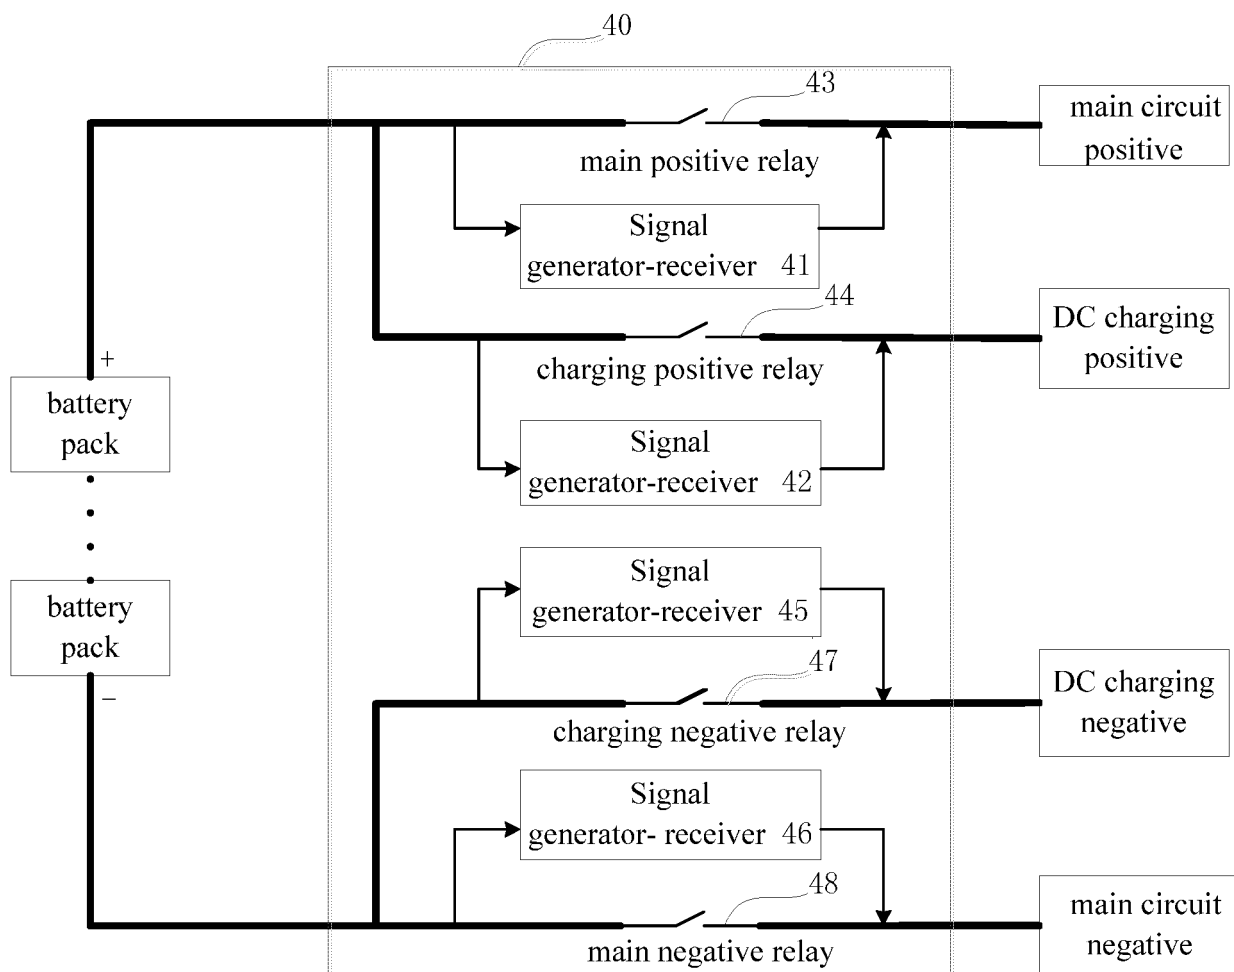 40
43
main circuit
positive
main positive relay
Signal
generator-receiver 41
44
DC charging
positive
+
charging positive relay
battery
pack
Signal
generator-receiver 42
Signal
generator-receiver 45
battery
pack
47
−
DC charging
negative
charging negative relay
Signal
generator- receiver 46
48
main circuit
negative
main negative relay